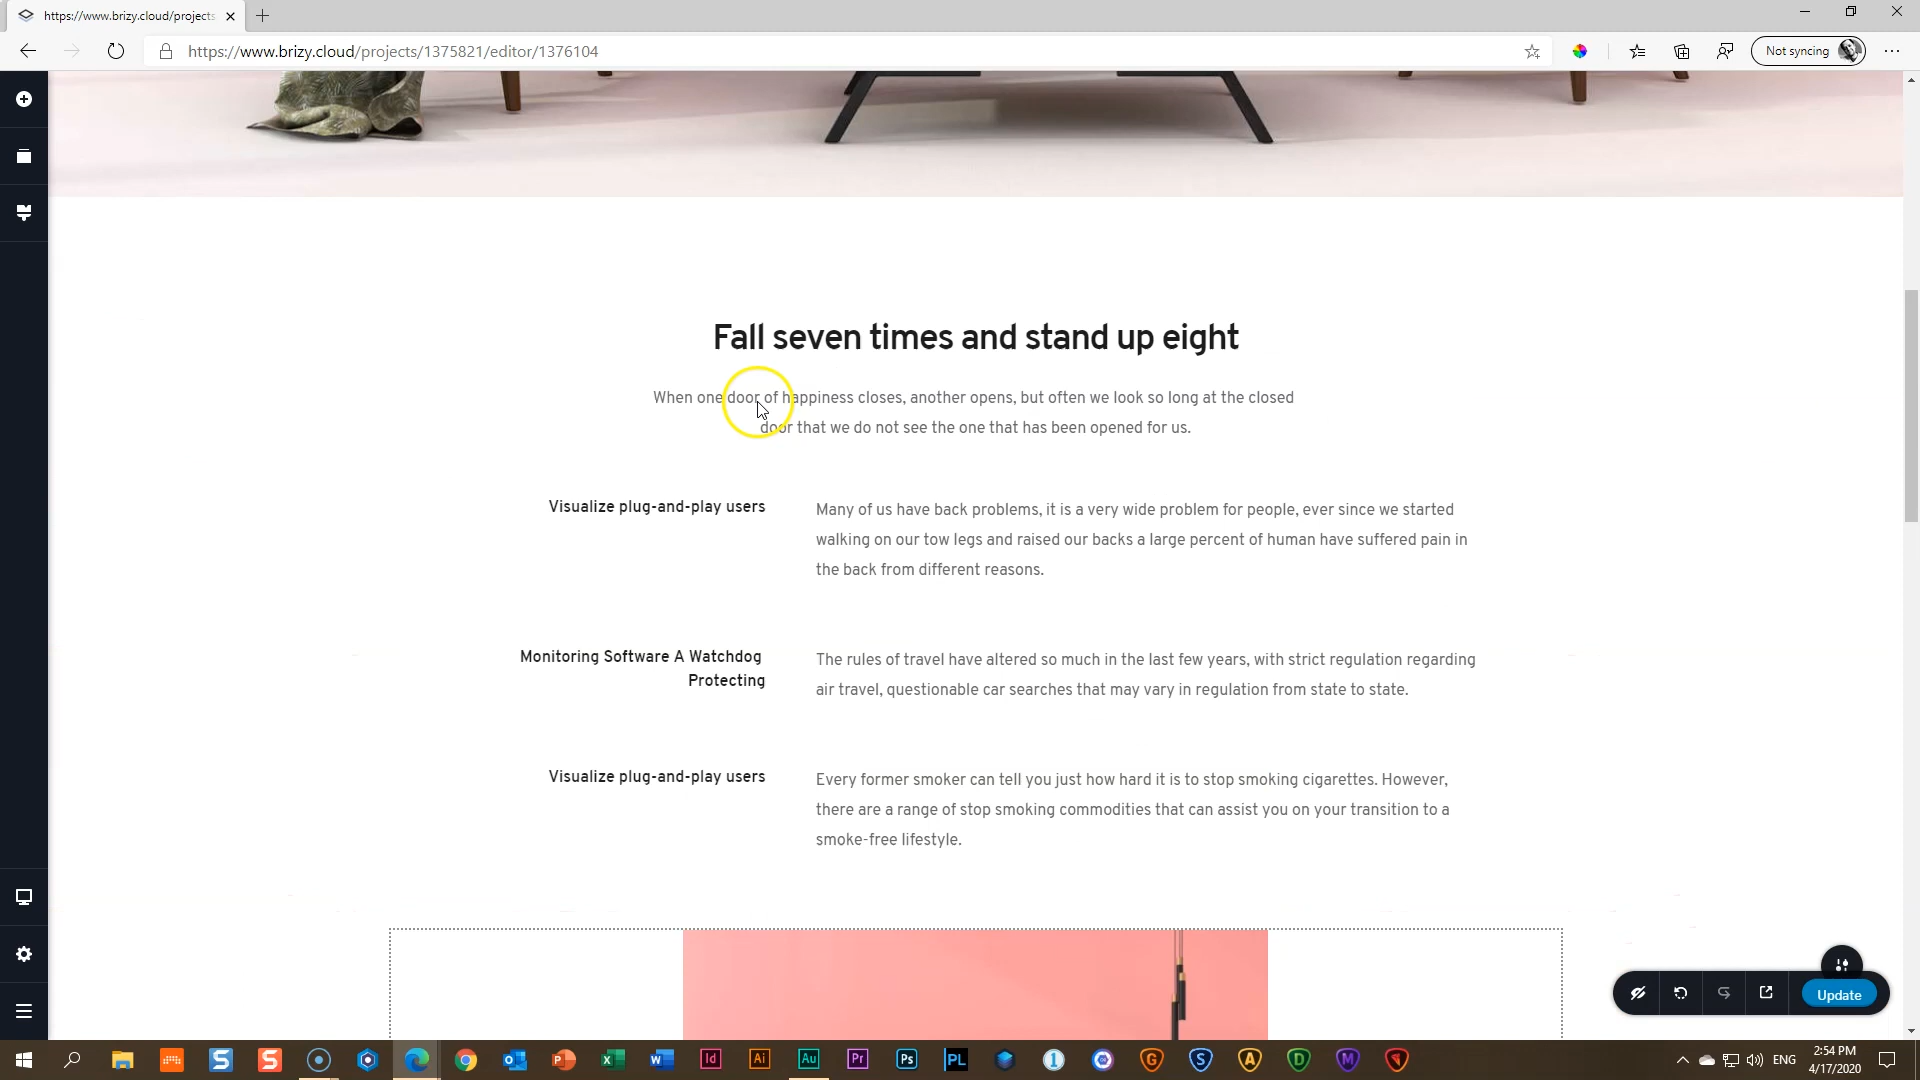 https://www.brizy.cloud/projects
https://www.brizy.cloud/projects/1375821/editor/1376104
Not syncing
Fall seven times and stand up eight
When one door of happiness closes, another opens, but often we look so long at the closed
door that we do not see the one that has been opened for us.
Visualize plug-and-play users
Many of us have back problems, it is a very wide problem for people, ever since we started
walking on our tow legs and raised our backs a large percent of human have suffered pain in
the back from different reasons.
Monitoring Software A Watchdog
Protecting
The rules of travel have altered so much in the last few years, with strict regulation regarding
air travel, questionable car searches that may vary in regulation from state to state.
Visualize plug-and-play users
Every former smoker can tell you just how hard it is to stop smoking cigarettes. However,
there are a range of stop smoking commodities that can assist you on your transition to a
smoke-free lifestyle.
Update
S S Id Ai Au Pr Ps PL 1 G S A D M
ENG
2:54 PM
4/17/2020